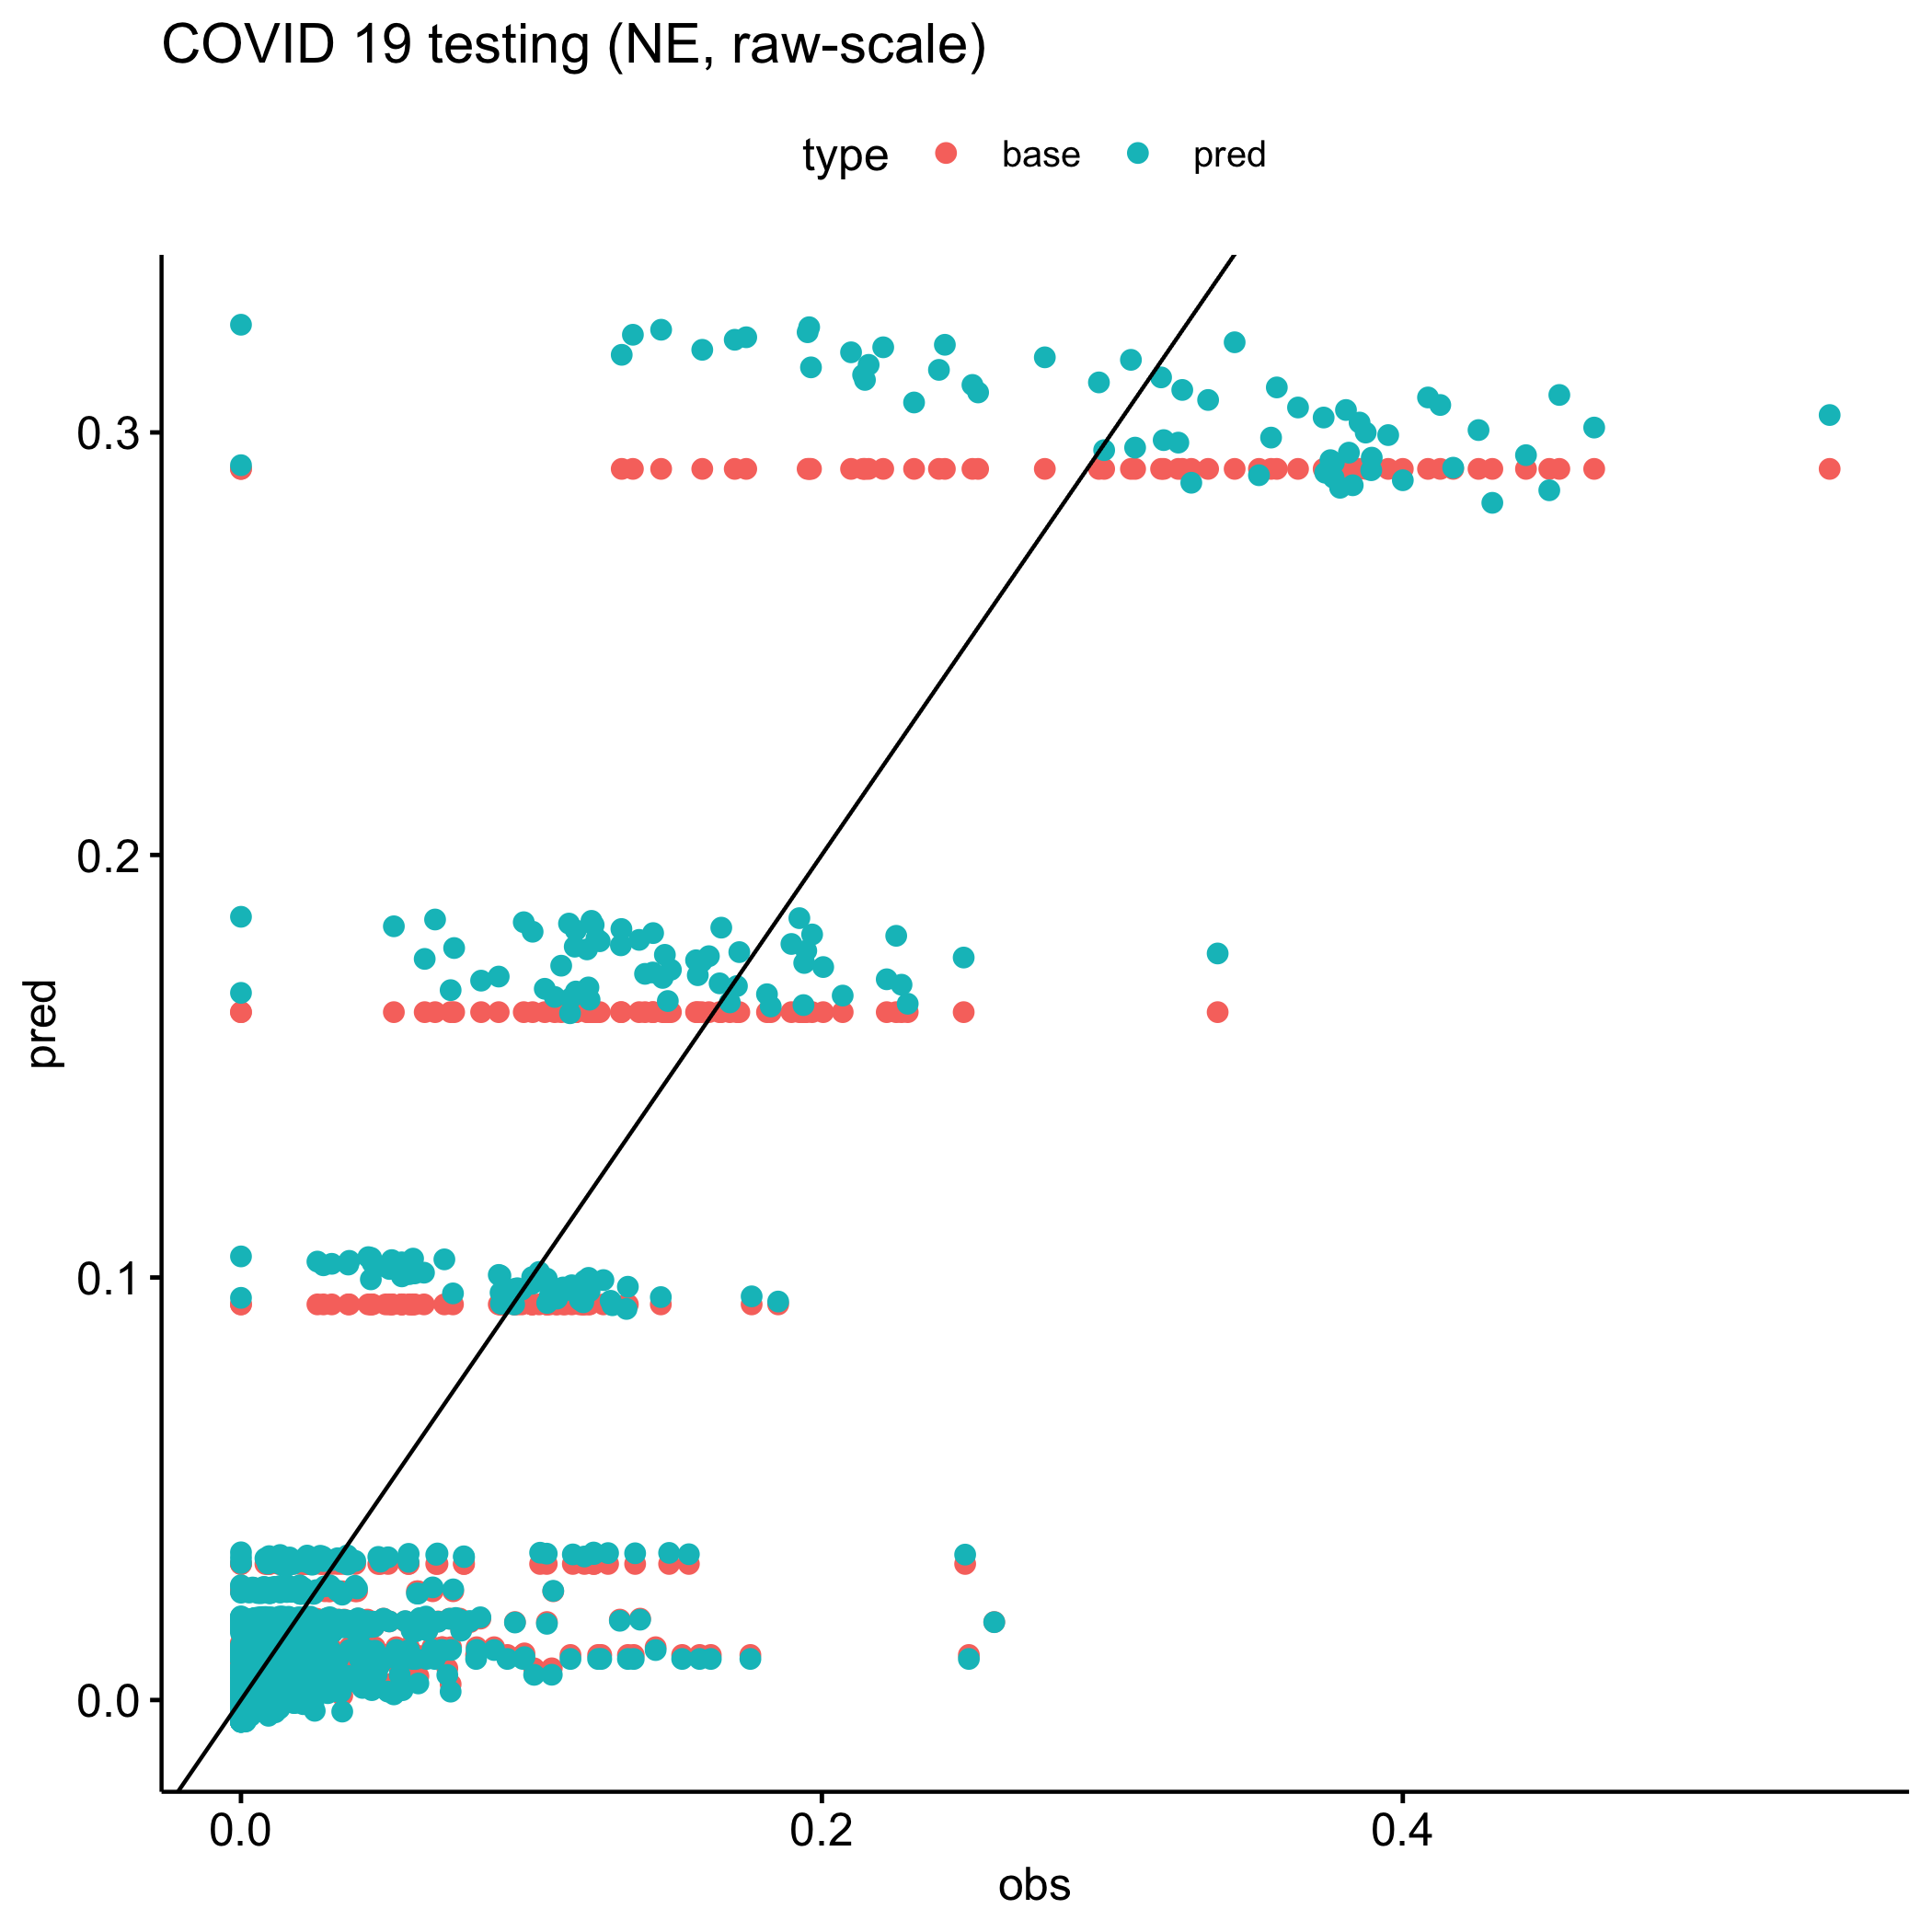 COVID 19 testing (NE, raw-scale)
type base pred
0.3
0.2
0.1
0.0
pred
0.0 0.2 0.4
obs